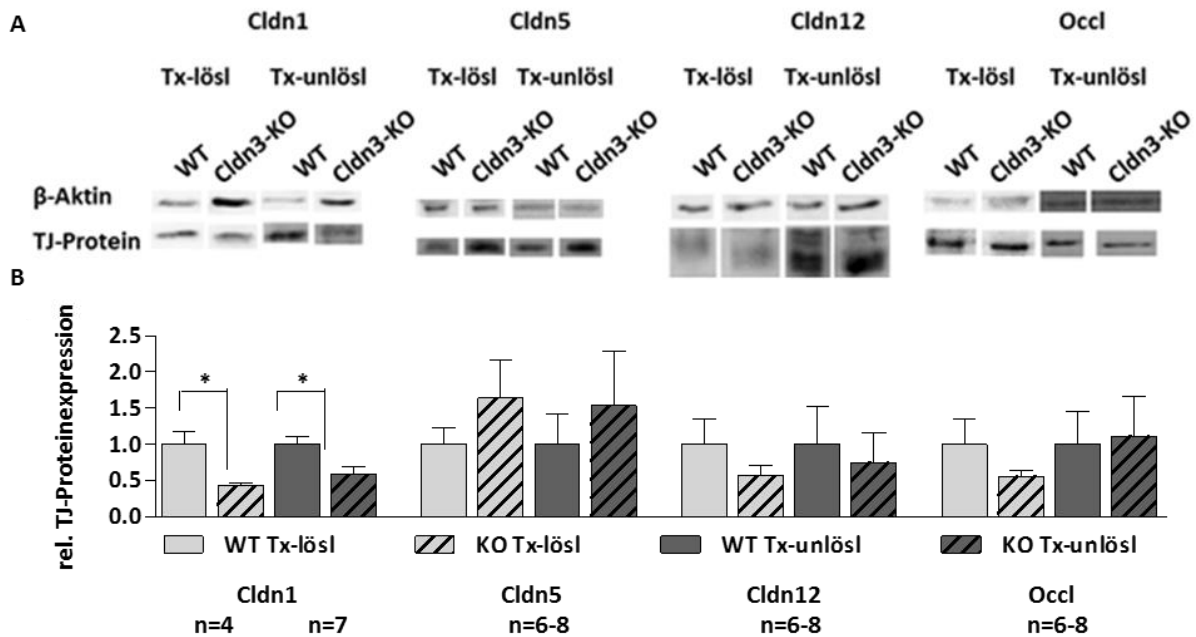 A
Cldn1 Cldn5 Cldn12 Occl
Tx-lösl Tx-unlösl Tx-lösl Tx-unlösl Tx-lösl Tx-unlösl Tx-lösl Tx-unlösl
WT Cldn3-KO WT Cldn3-KO WT Cldn3-KO WT Cldn3-KO WT Cldn3-KO WT Cldn3-KO WT Cldn3-KO WT Cldn3-KO
β-Aktin
TJ-Protein
B
rel. TJ-Proteinexpression
2.5
2.0
1.5
1.0
0.5
0.0
* *
WT Tx-lösl KO Tx-lösl WT Tx-unlösl KO Tx-unlösl
Cldn1 Cldn5 Cldn12 Occl
n=4 n=7 n=6-8 n=6-8 n=6-8